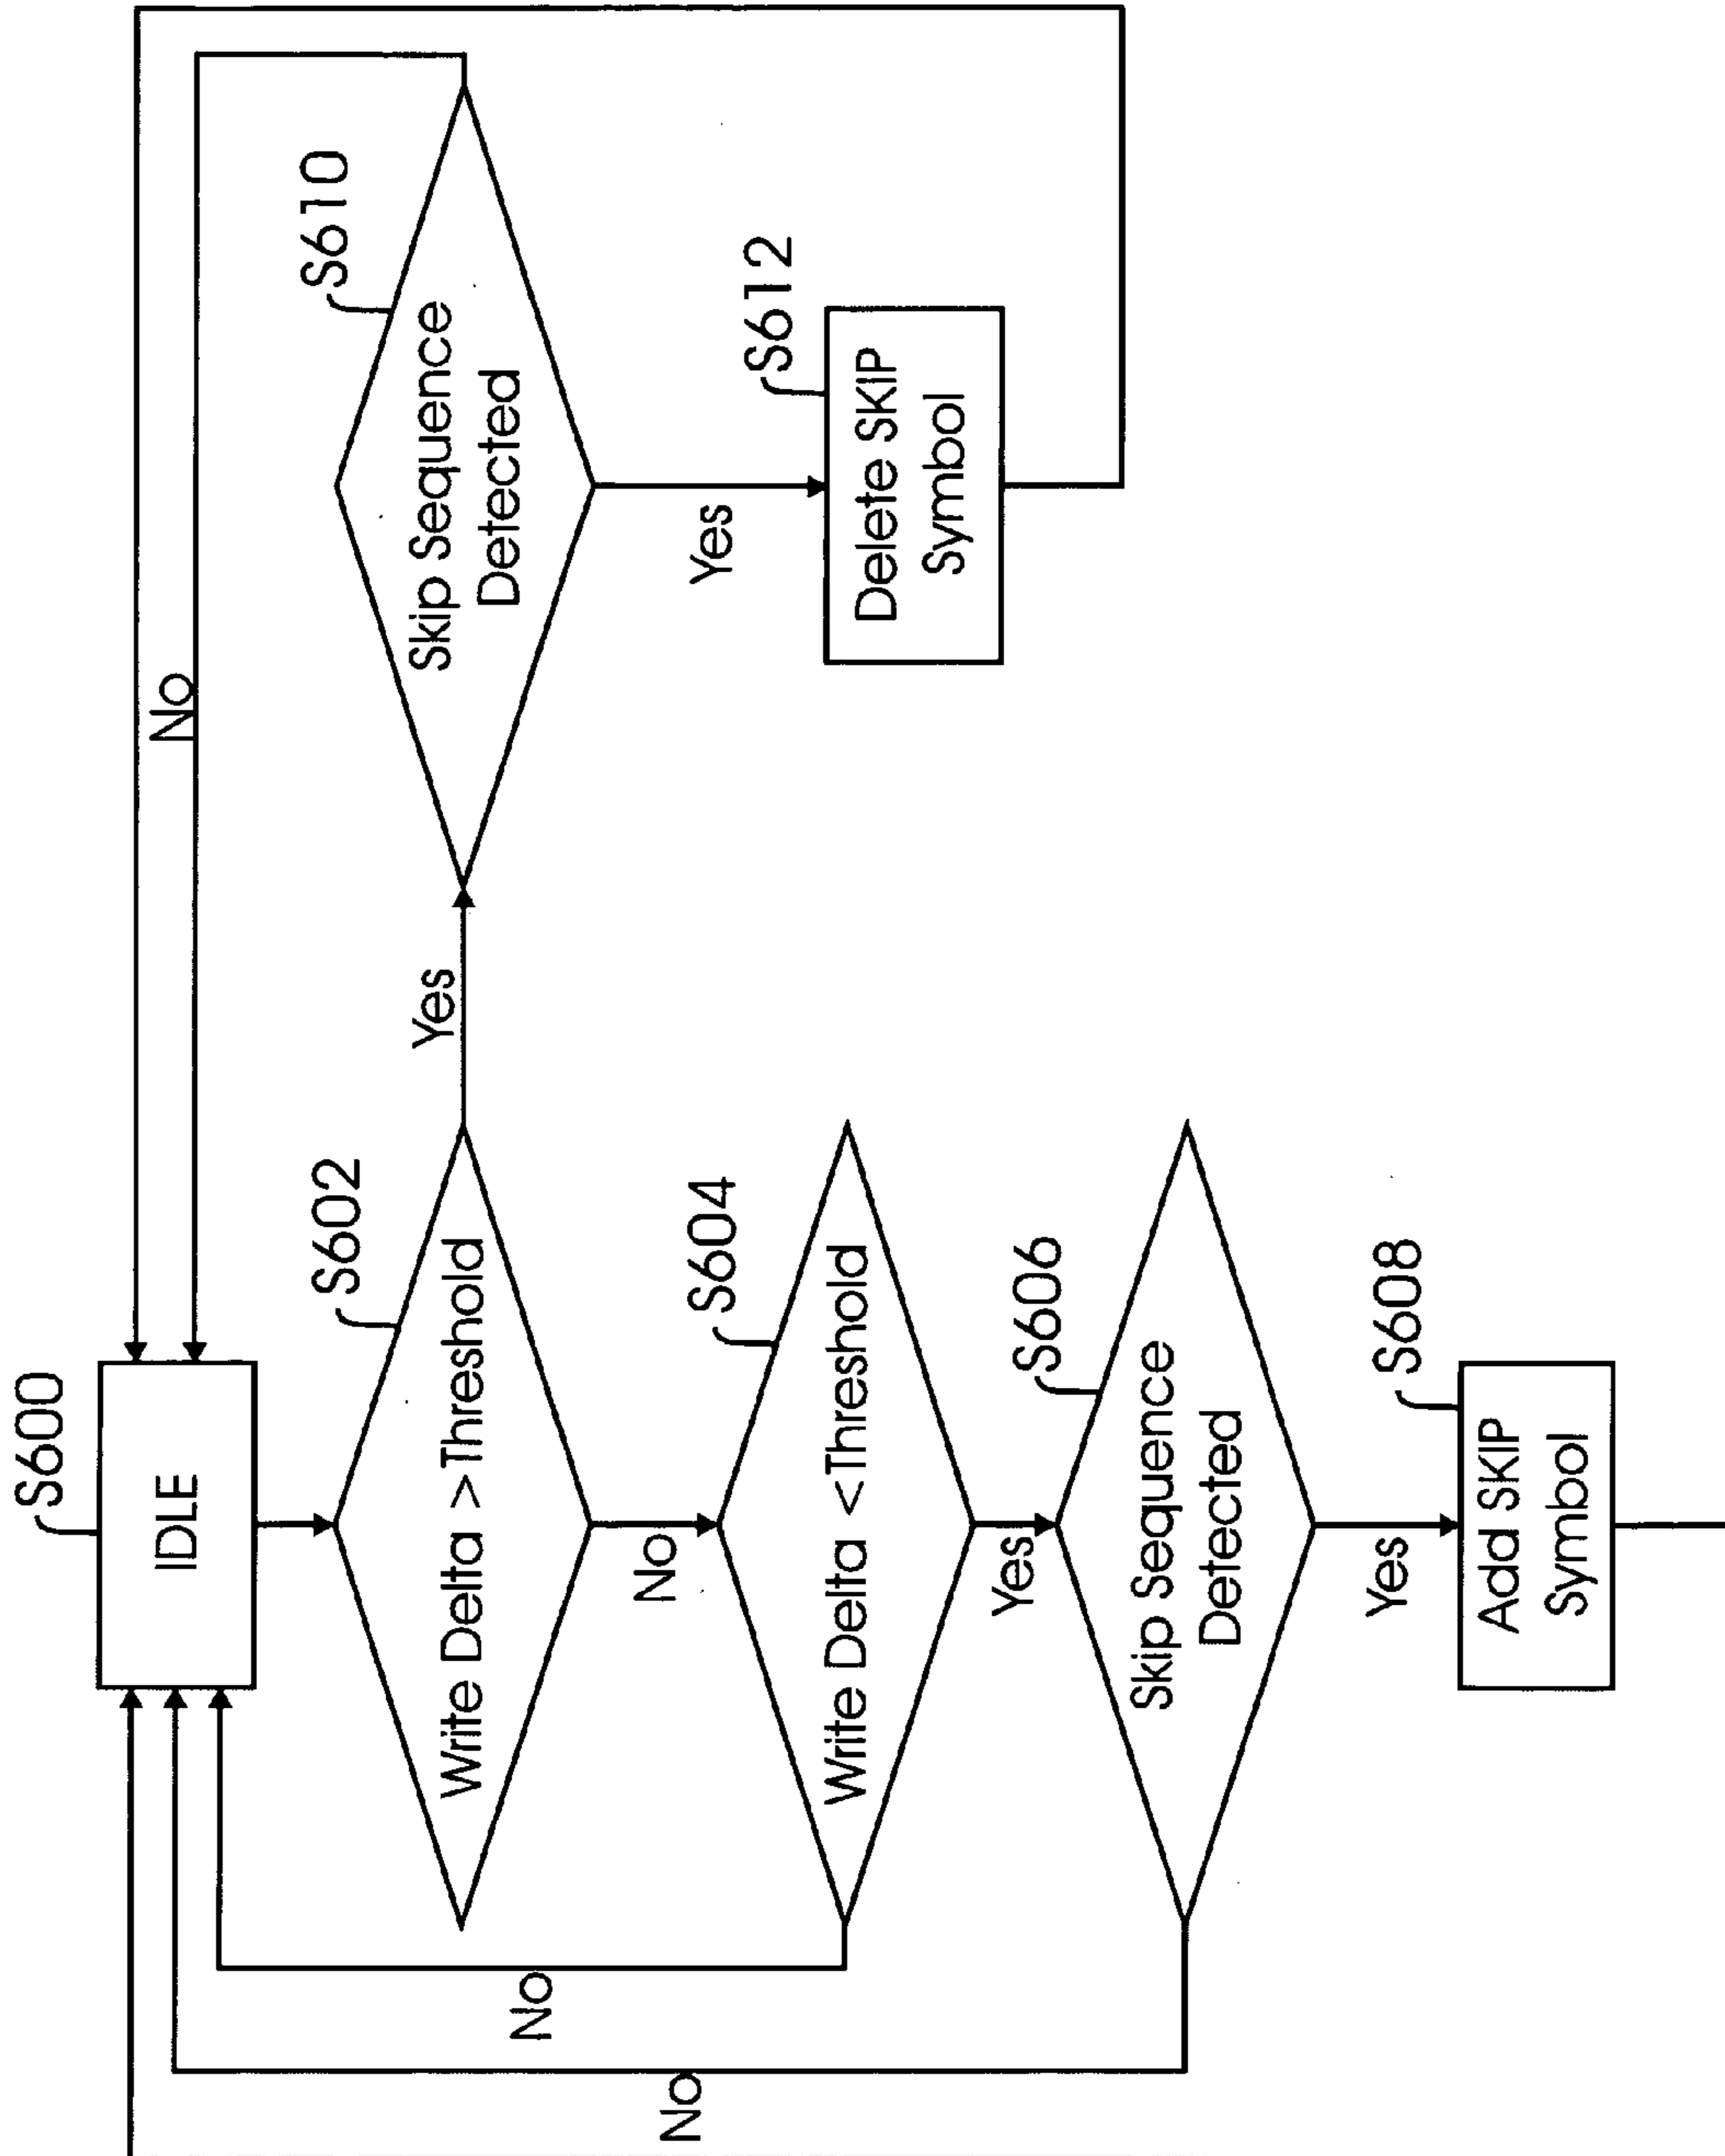 S600
IDLE
S602
Write Delta >Threshold
Yes
S610
Skip Sequence
Detected
No
No
S604
Write Delta <Threshold
No
Yes
S612
Delete SKIP
Symbol
Yes
S606
Skip Sequence
Detected
No
Yes
S608
Add SKIP
Symbol